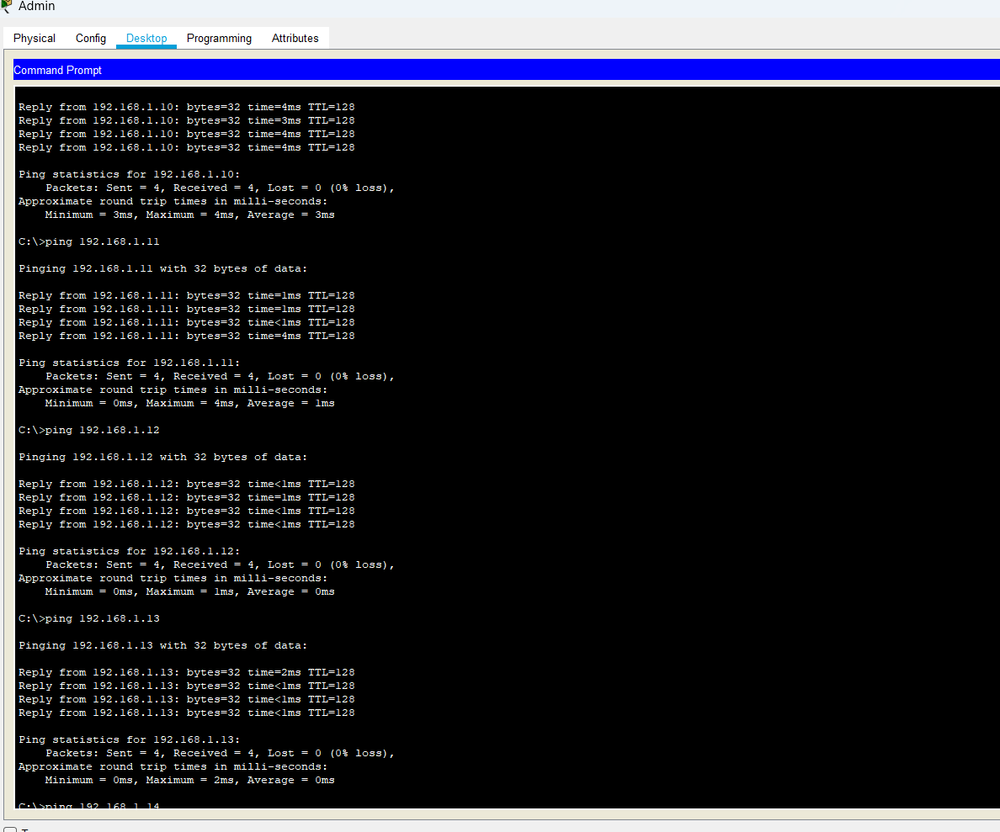 Admin
Physical Config Desktop Programming Attributes
Command Prompt
Reply from 192.168.1.10: bytes=32 time=4ms TTL=128
Reply from 192.168.1.10: bytes=32 time=3ms TTL=128
Reply from 192.168.1.10: bytes=32 time=4ms TTL=128
Reply from 192.168.1.10: bytes=32 time=4ms TTL=128
Ping statistics for 192.168.1.10:
Packets: Sent = 4, Received = 4, Lost = 0 (0% loss),
Approximate round trip times in milli-seconds:
Minimum = 3ms, Maximum = 4ms, Average = 3ms
C:\>ping 192.168.1.11
Pinging 192.168.1.11 with 32 bytes of data:
Reply from 192.168.1.11: bytes=32 time=1ms TTL=128
Reply from 192.168.1.11: bytes=32 time=1ms TTL=128
Reply from 192.168.1.11: bytes=32 time<1ms TTL=128
Reply from 192.168.1.11: bytes=32 time=4ms TTL=128
Ping statistics for 192.168.1.11:
Packets: Sent = 4, Received = 4, Lost = 0 (0% loss),
Approximate round trip times in milli-seconds:
Minimum = 0ms, Maximum = 4ms, Average = 1ms
C:\>ping 192.168.1.12
Pinging 192.168.1.12 with 32 bytes of data:
Reply from 192.168.1.12: bytes=32 time<1ms TTL=128
Reply from 192.168.1.12: bytes=32 time=1ms TTL=128
Reply from 192.168.1.12: bytes=32 time<1ms TTL=128
Reply from 192.168.1.12: bytes=32 time<1ms TTL=128
Ping statistics for 192.168.1.12:
Packets: Sent = 4, Received = 4, Lost = 0 (0% loss),
Approximate round trip times in milli-seconds:
Minimum = 0ms, Maximum = 1ms, Average = 0ms
C:\>ping 192.168.1.13
Pinging 192.168.1.13 with 32 bytes of data:
Reply from 192.168.1.13: bytes=32 time=2ms TTL=128
Reply from 192.168.1.13: bytes=32 time<1ms TTL=128
Reply from 192.168.1.13: bytes=32 time<1ms TTL=128
Reply from 192.168.1.13: bytes=32 time<1ms TTL=128
Ping statistics for 192.168.1.13:
Packets: Sent = 4, Received = 4, Lost = 0 (0% loss),
Approximate round trip times in milli-seconds:
Minimum = 0ms, Maximum = 2ms, Average = 0ms
C:\>ping 192.168.1.14